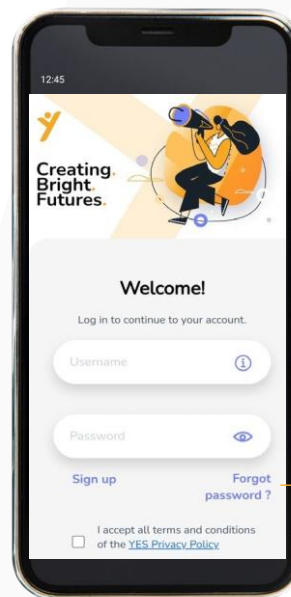 12:45
Creating.
Bright.
Futures.
Welcome!
Log in to continue to your account.
Username
Password
Sign up
Forgot
password ?
I accept all terms and conditions
of the YES Privacy Policy